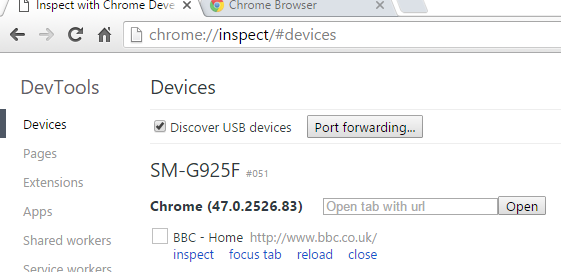 Inspect with Chrome Deve
Chrome Browser
chrome://inspect/#devices
DevTools
Devices
Pages
Extensions
Apps
Shared workers
Service workers
Devices
Discover USB devices
Port forwarding...
SM-G925F #051
Chrome (47.0.2526.83)
Open tab with url
Open
BBC - Home http://www.bbc.co.uk/
inspect focus tab reload close